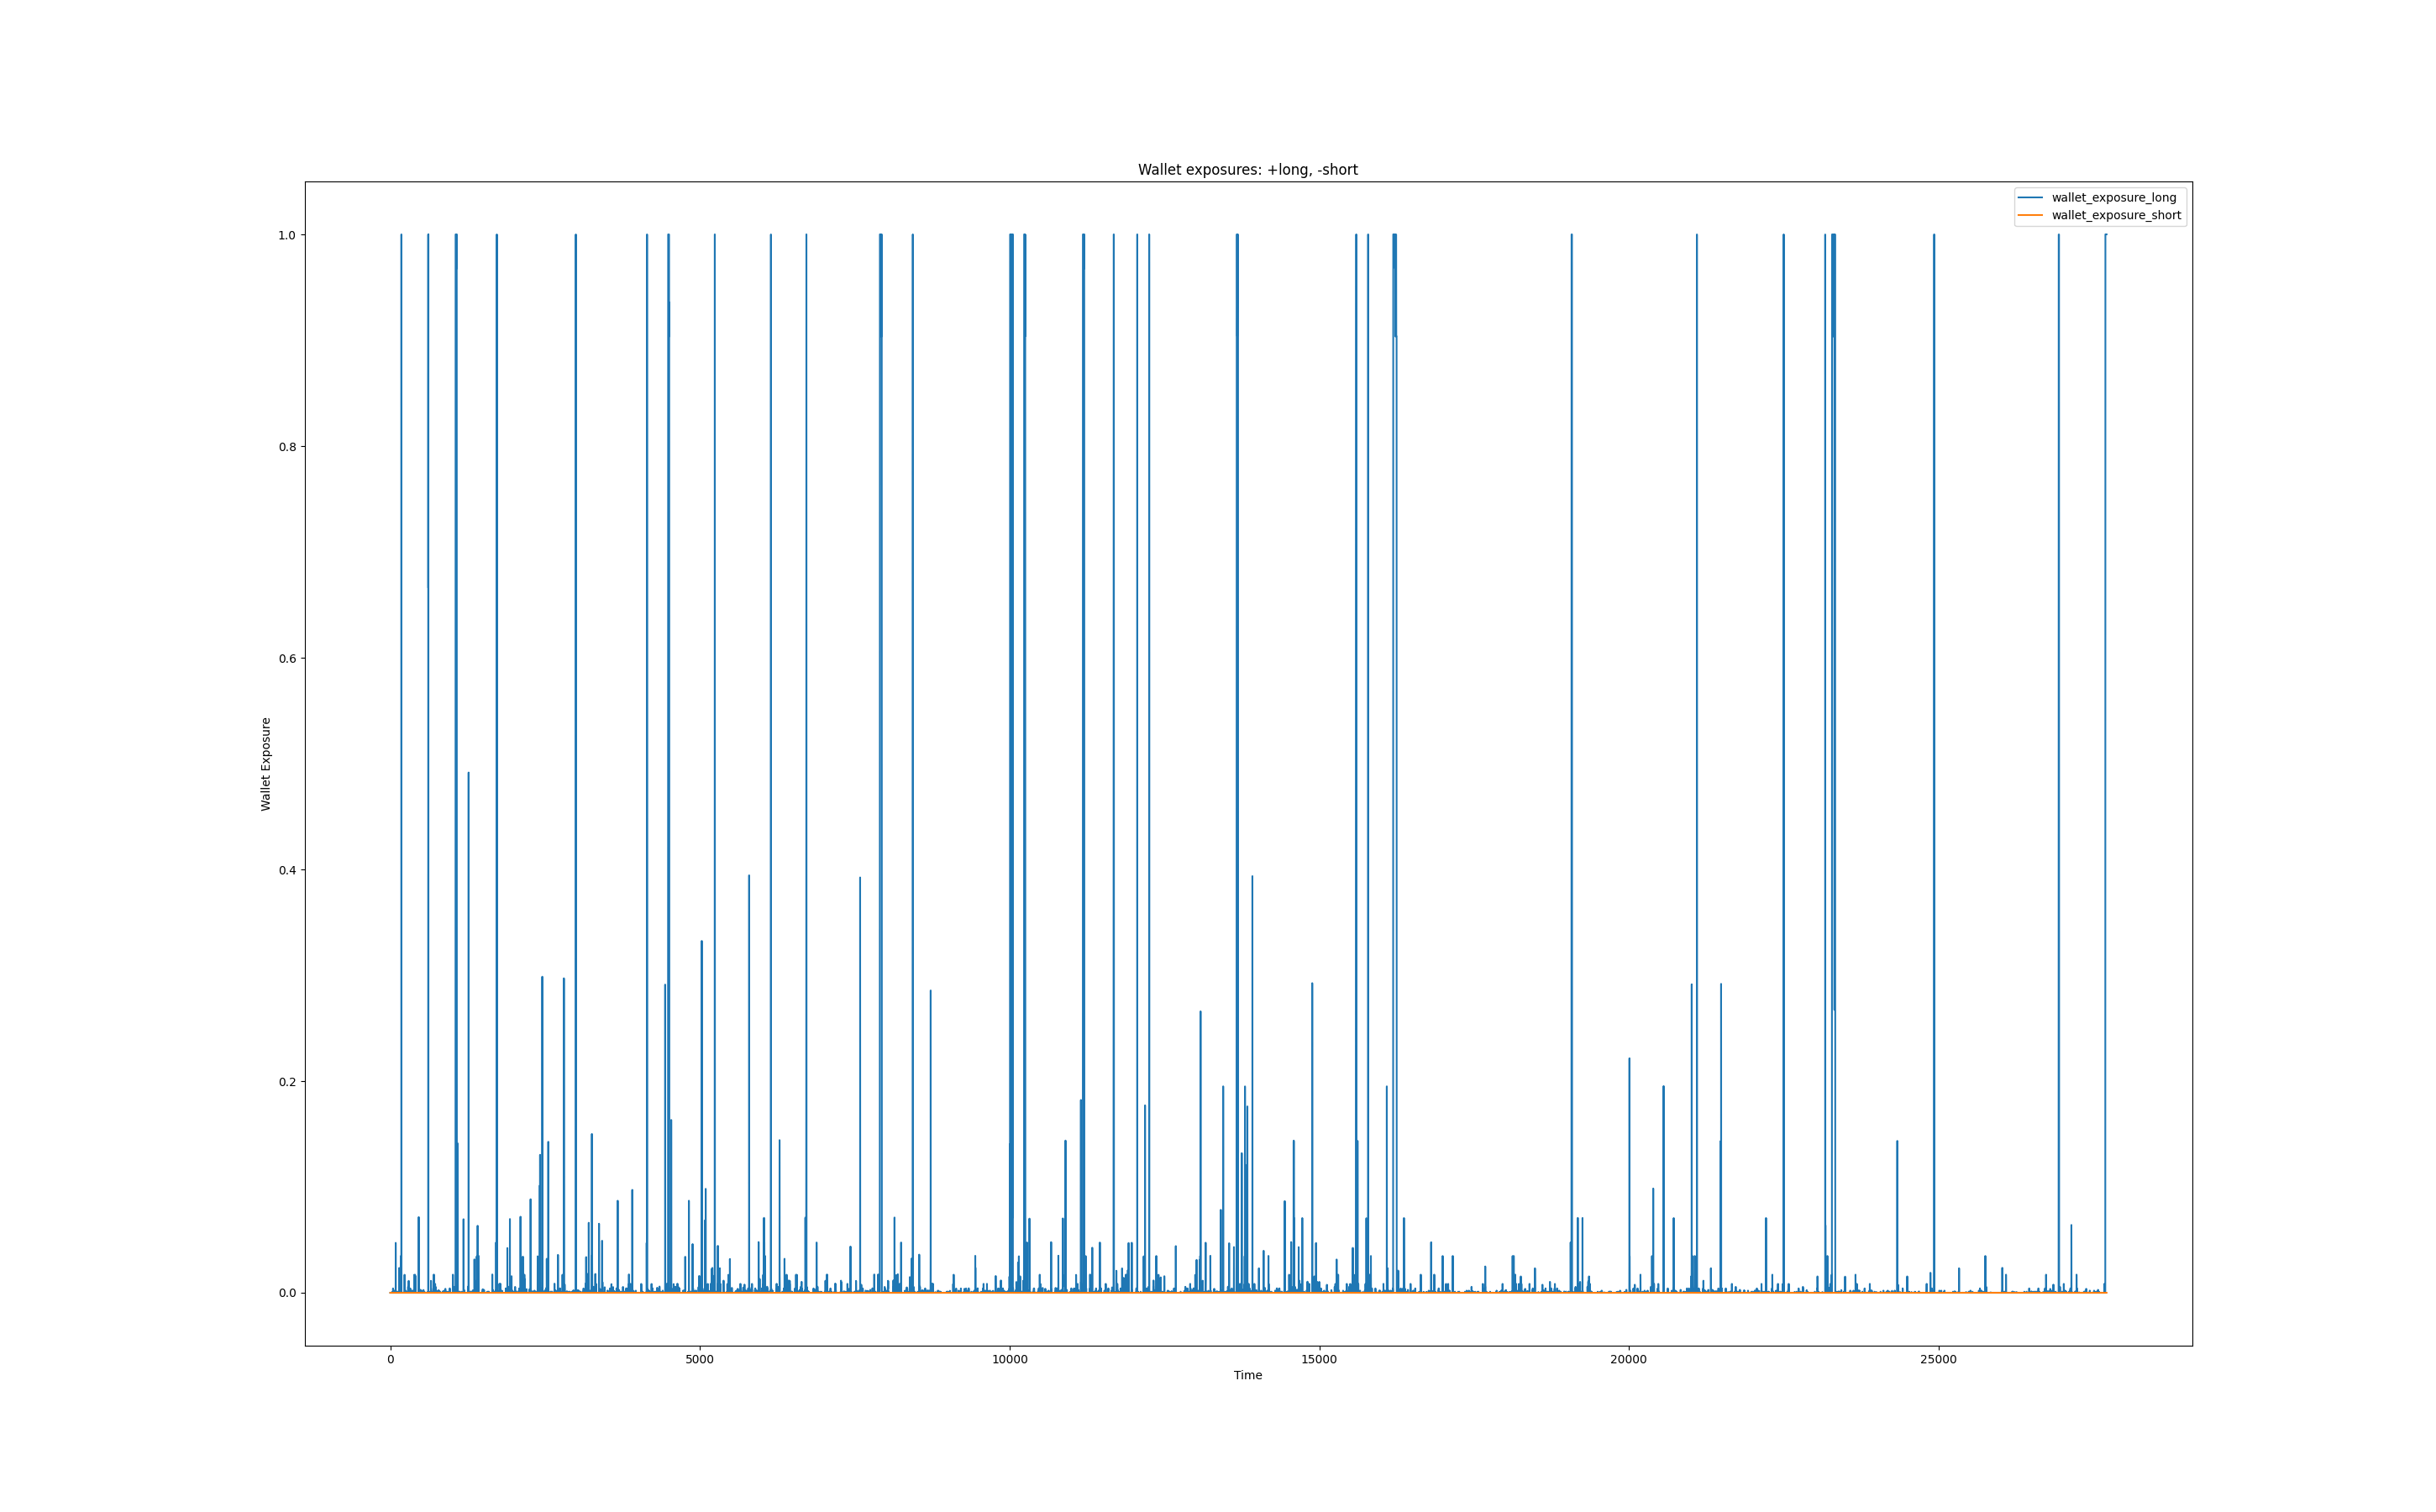 Wallet exposures: +long, -short
wallet_exposure_long
wallet_exposure_short
1.0
0.8
0.6
0.4
0.2
0.0
Wallet Exposure
0 5000 10000 15000 20000 25000
Time